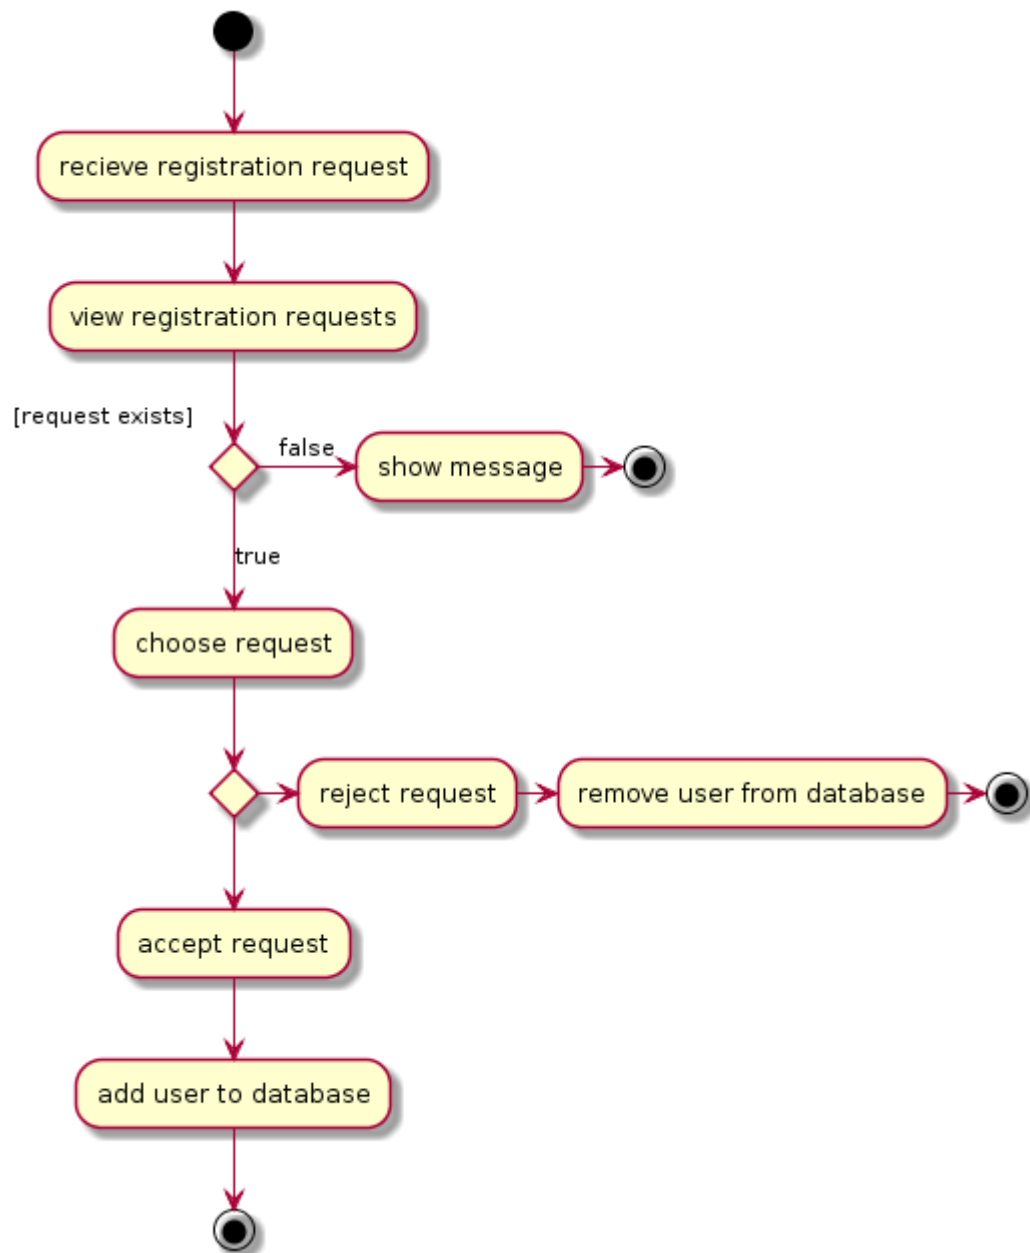 recieve registration request
view registration requests
[request exists]
false
show message
true
choose request
reject request
remove user from database
accept request
add user to database